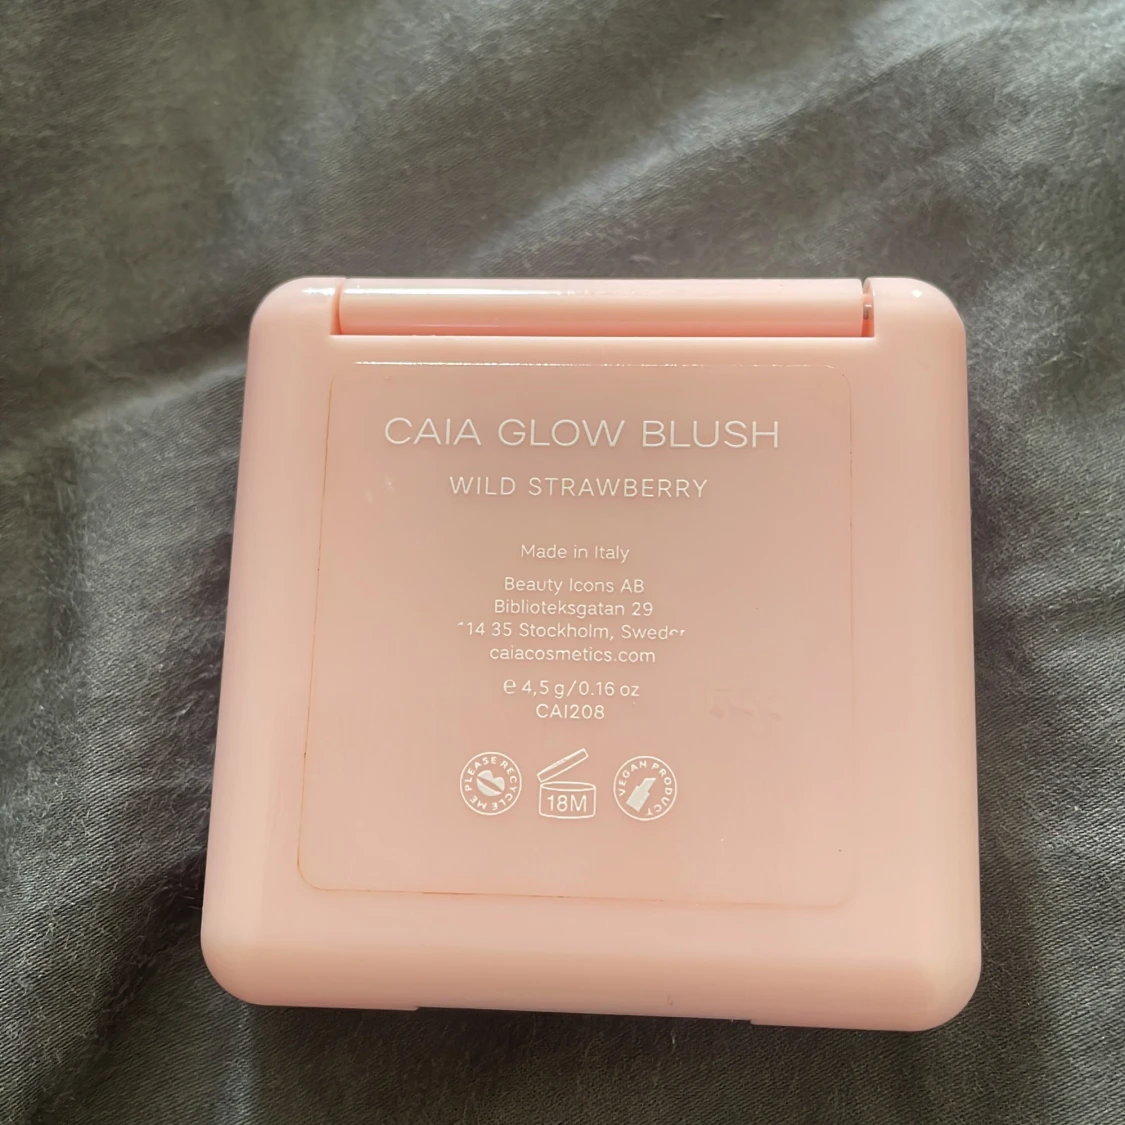 CAIA GLOW BLUSH
WILD STRAWBERRY
Made in Italy
Beauty Icons AB
Biblioteksgatan 29
114 35 Stockholm, Sweden
caiacosmetics.com
℮ 4,5 g/0.16 oz
CAI208
PLEASE RECYCLE ME
18M
VEGAN PRODUCT